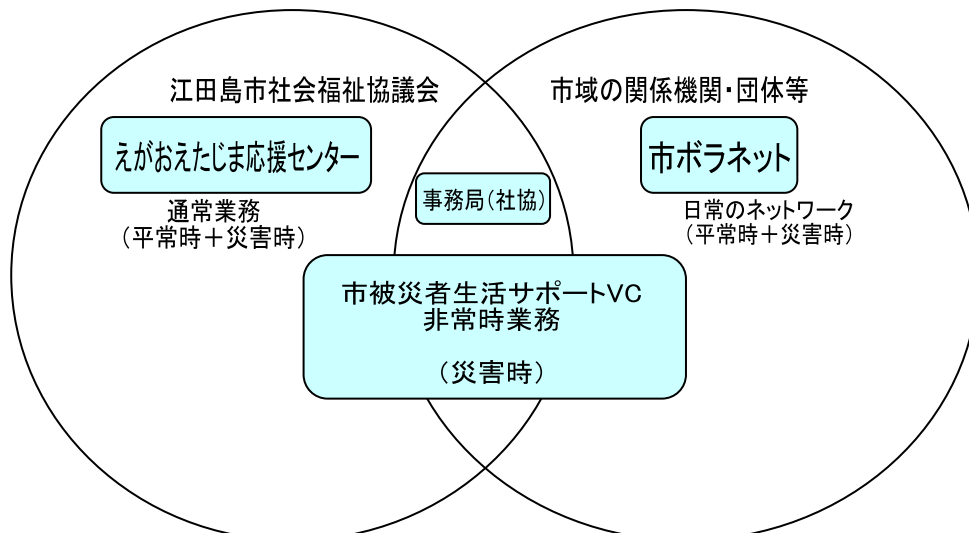 江田島市社会福祉協議会
えがおえたじま応援センター
通常業務
（平常時＋災害時）
市域の関係機関・団体等
市ボラネット
日常のネットワーク
（平常時＋災害時）
事務局（社協）
市被災者生活サポートVC
非常時業務
（災害時）